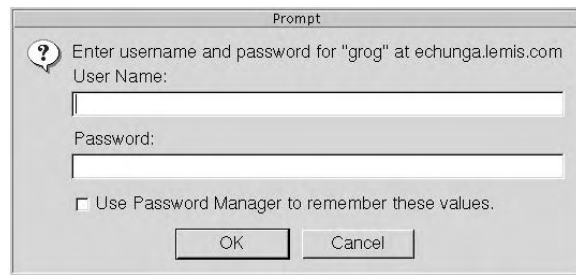 Prompt
?
Enter username and password for "grog" at echunga.lemis.com
User Name:
Password:
Use Password Manager to remember these values.
OK
Cancel